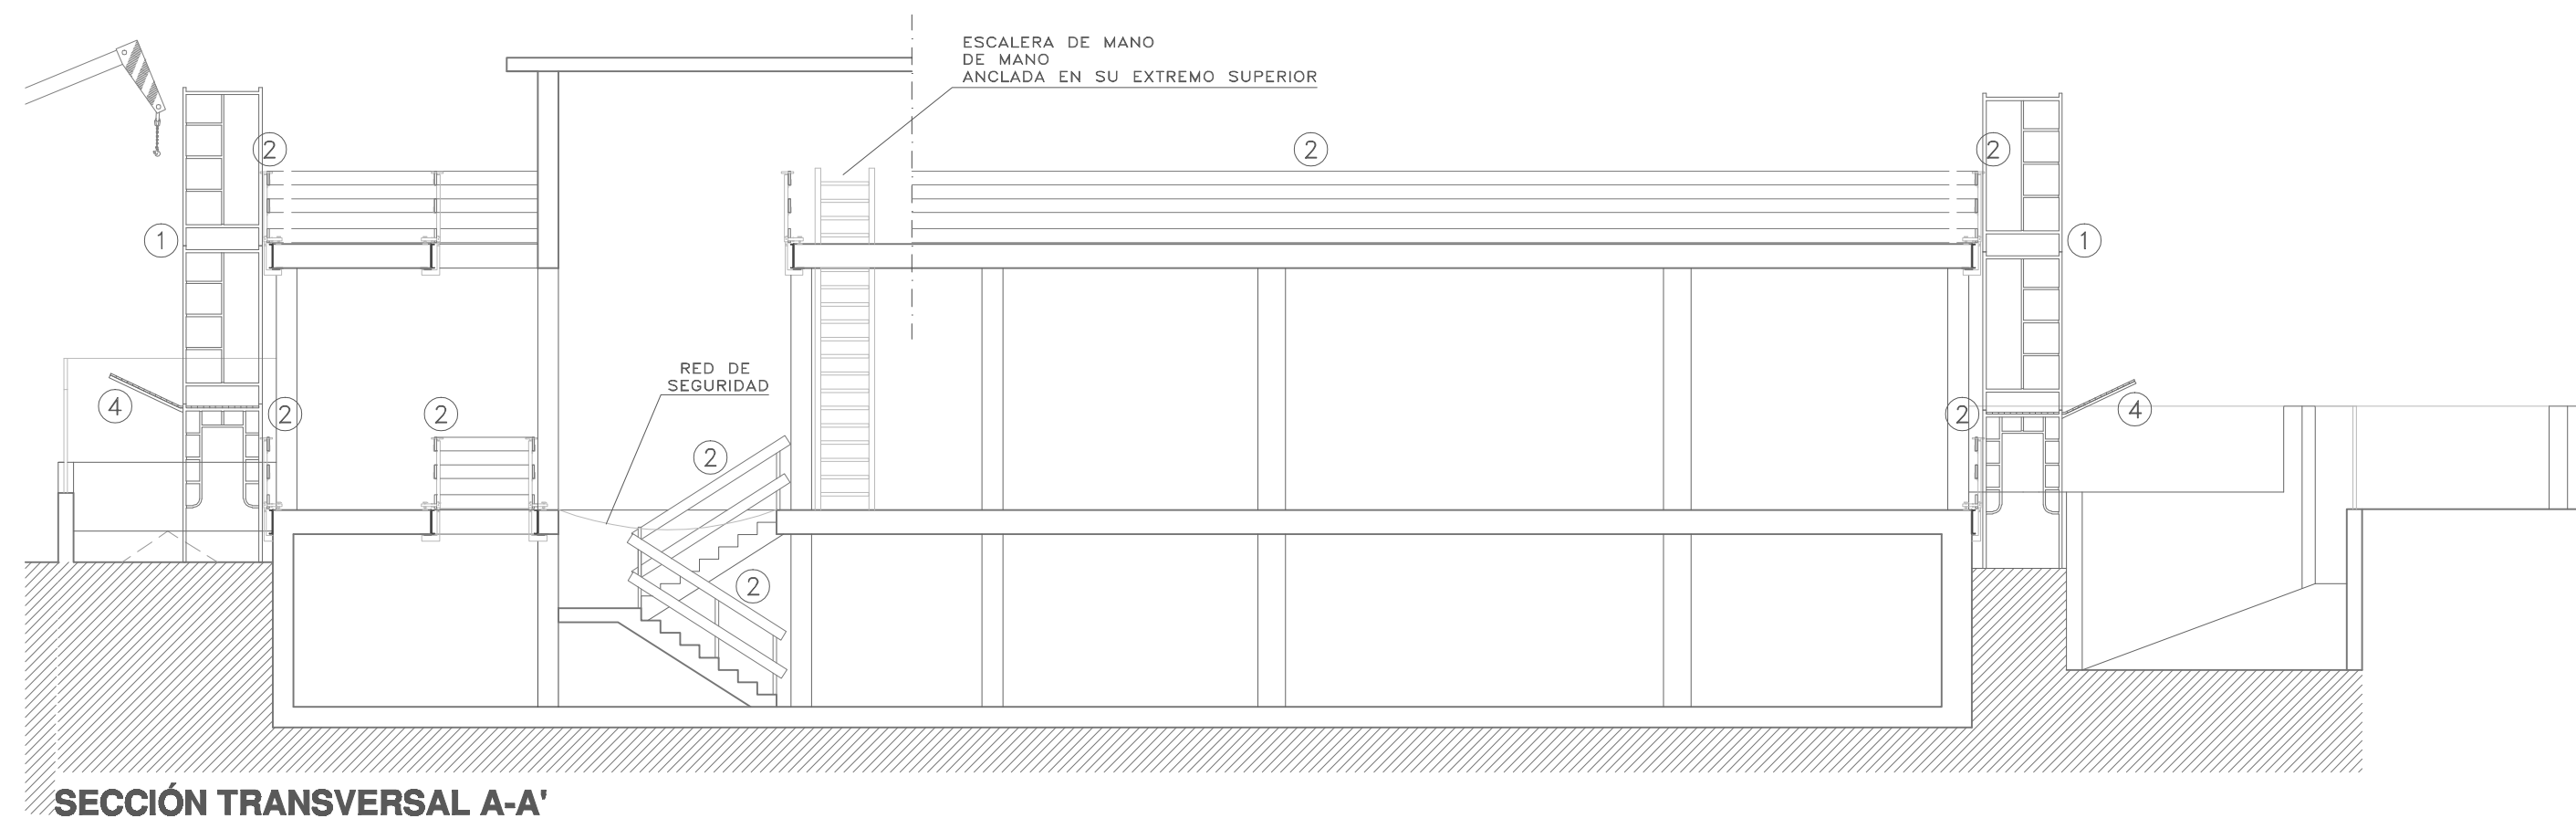 ESCALERA DE MANO
DE MANO
ANCLADA EN SU EXTREMO SUPERIOR
2
2
2
1
1
RED DE
SEGURIDAD
4
2
2
2
4
2
2
SECCIÓN TRANSVERSAL A-A'